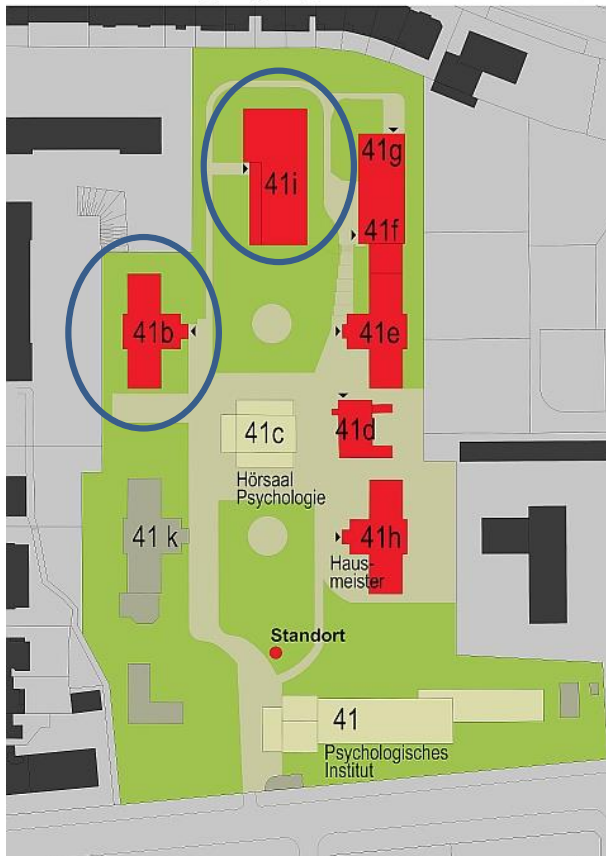 41g
41i
41f
41b
41e
41c
41d
Hörsaal
Psychologie
41 k
41h
Haus-
meister
Standort
41
Psychologisches
Institut